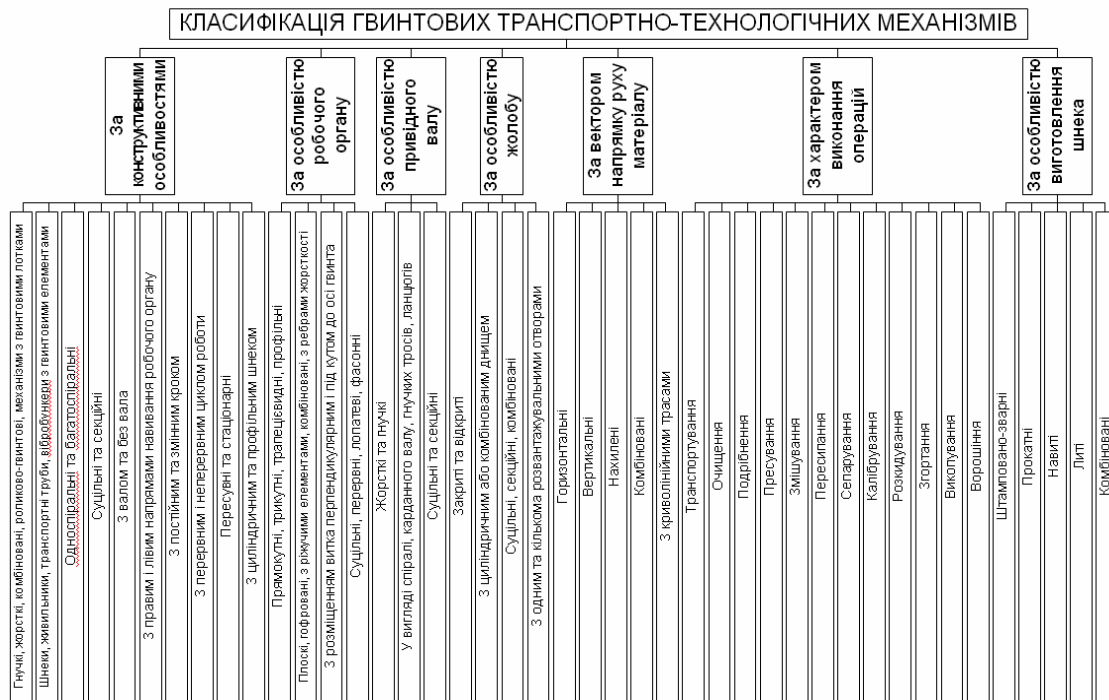 КЛАСИФІКАЦІЯ ГВИНТОВИХ ТРАНСПОРТНО-ТЕХНОЛОГІЧНИХ МЕХАНІЗМІВ
За
конструктивними
особливостями
За особливістю
робочого
органу
За особливістю
привідного
валу
За особливістю
жолобу
За вектором
напрямку руху
матеріалу
За характером
виконання
операцій
За особливістю
виготовлення
шнека
Гнучкі, жорсткі, комбіновані, роликово-гвинтові, механізми з гвинтовими лотками
Шнеки, живильники, транспортні труби, вібробункери з гвинтовими елементами
Односпіральні та багатоспіральні
Суцільні та секційні
З валом та без вала
З правим і лівим напрямами навивання робочого органу
З постійним та змінним кроком
З перервним і неперервним циклом роботи
Пересувні та стаціонарні
З циліндричним та профільним шнеком
Прямокутні, трикутні, трапецієвидні, профільні
Плоскі, гофровані, з ріжучими елементами, комбіновані, з ребрами жорсткості
З розміщенням витка перпендикулярним і під кутом до осі гвинта
Суцільні, перервні, лопатеві, фасонні
Жорсткі та гнучкі
У вигляді спіралі, карданного валу, гнучких тросів, ланцюгів
Суцільні та секційні
Закриті та відкриті
З циліндричним або комбінованим днищем
Суцільні, секційні, комбіновані
З одним та кількома розвантажувальними отворами
Горизонтальні
Вертикальні
Нахилені
Комбіновані
З криволінійними трасами
Транспортування
Очищення
Подрібнення
Пресування
Змішування
Пересипання
Сепарування
Калібрування
Розкидування
Згортання
Викопування
Ворошіння
Штамповано-зварні
Прокатні
Навиті
Литі
Комбіновані